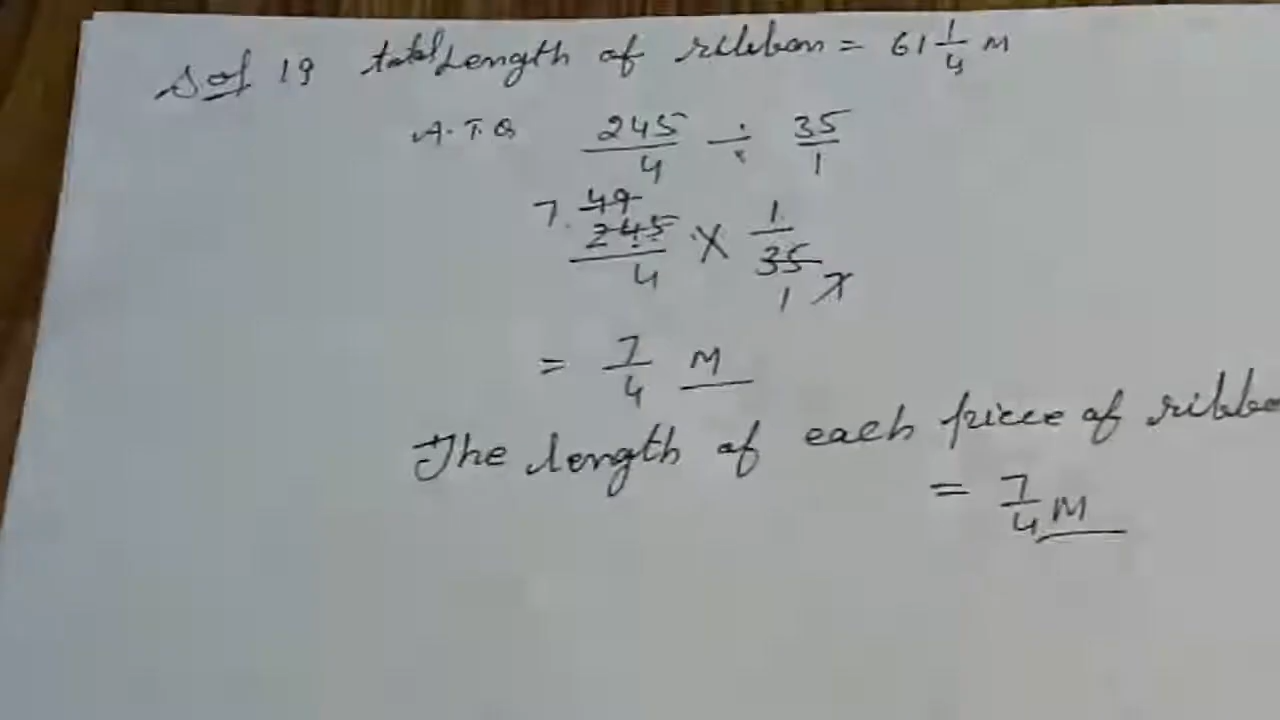 Sol 19 total Length of ribbon = 61 1/4 M
A.T.Q 245/4 ÷ 35/1
7 49
245/4 X 1/35
1 7
= 7/4 M
The length of each piece of ribbo
= 7/4 M